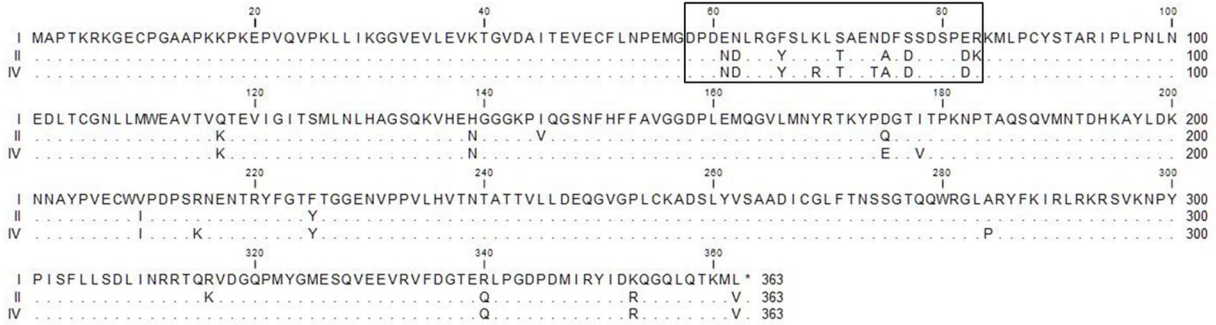 20 40 60 80 100
I MAPTKRKGECPGAAPKKPKEPVQVPKLLIKGGVEVLEVKTGVDAITEVECFLNPEMGDPDENLRGFSLKLSAENDFSSDSPERKMLPCYSTARIPLPNLN 100
II ............................................................ND...Y....T...A.D....DK................. 100
IV ............................................................ND...Y..R.T..TA.D....D.................. 100
120 140 160 180 200
I EDLTCGNLLMWEAVTVQTEVIGITSMLNLHAGSQKVHEHGGGKPIQGSNFHFFAVGGDPLEMQGVLMNYRTKYPDGTITPKNPTAQSQVMNTDHKAYLDK 200
II ................K.....................N.....V.............................Q......................... 200
IV ................K.....................N...................................E..V...................... 200
220 240 260 280 300
I NNAYPVECWVPDPSRNENTRYFGTFTGGENVPPVLHVTNTATTVLLDEQGVGPLCKADSLYVSAADICGLFTNSSGTQQWRGLARYFKIRLRKRSVKNPY 300
II .........I..............Y........................................................................... 300
IV .........I....K.........Y..........................................................P................ 300
320 340 360
I PISFLLSDLINRRTQRVDGQPMYGMESQVEEVRVFDGTERLPGDPDMIRYIDKQGQLQTKML* 363
II ...............K.......................Q............R........V. 363
IV .......................................Q............R........V. 363